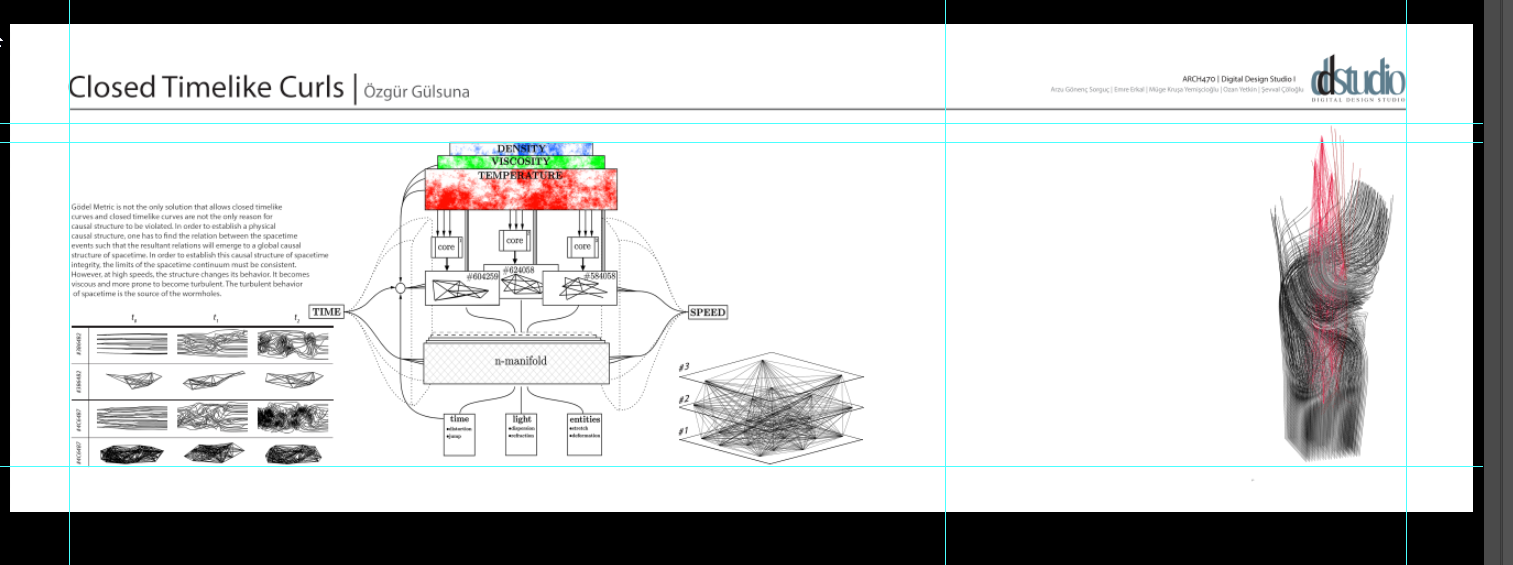 Closed Timelike Curls | Özgür Gülsuna
ARCH470 | Digital Design Studio I
Arzu Gönenç Sorguç | Emre Erkal | Müge Kruşa Yemişcioğlu | Ozan Yetkin | Şevval Çöloğlu
ddstudio
DIGITAL DESIGN STUDIO
Gödel Metric is not the only solution that allows closed timelike
curves and closed timelike curves are not the only reason for
causal structure to be violated. In order to establish a physical
causal structure, one has to find the relation between the spacetime
events such that the resultant relations will emerge to a global causal
structure of spacetime. In order to establish this causal structure of spacetime
integrity, the limits of the spacetime continuum must be consistent.
However, at high speeds, the structure changes its behavior. It becomes
viscous and more prone to become turbulent. The turbulent behavior
of spacetime is the source of the wormholes.
t₀ t₁ t₂
DENSITY
VISCOSITY
TEMPERATURE
core core core
#604259 #624058 #584058
TIME
SPEED
n-manifold
time
•distortion
•jump
light
•dispersion
•refraction
entities
•stretch
•deformation
#3
#2
#1